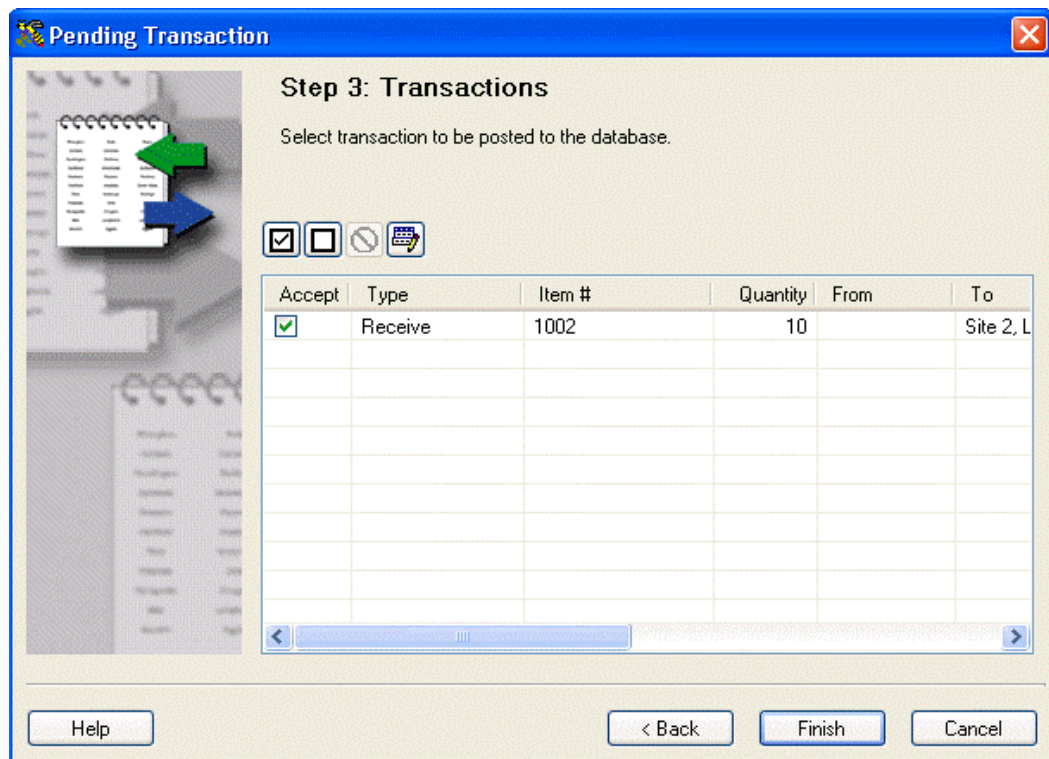 Pending Transaction
Step 3: Transactions
Select transaction to be posted to the database.
Accept Type Item # Quantity From To
Receive 1002 10 Site 2, L
Help < Back Finish Cancel